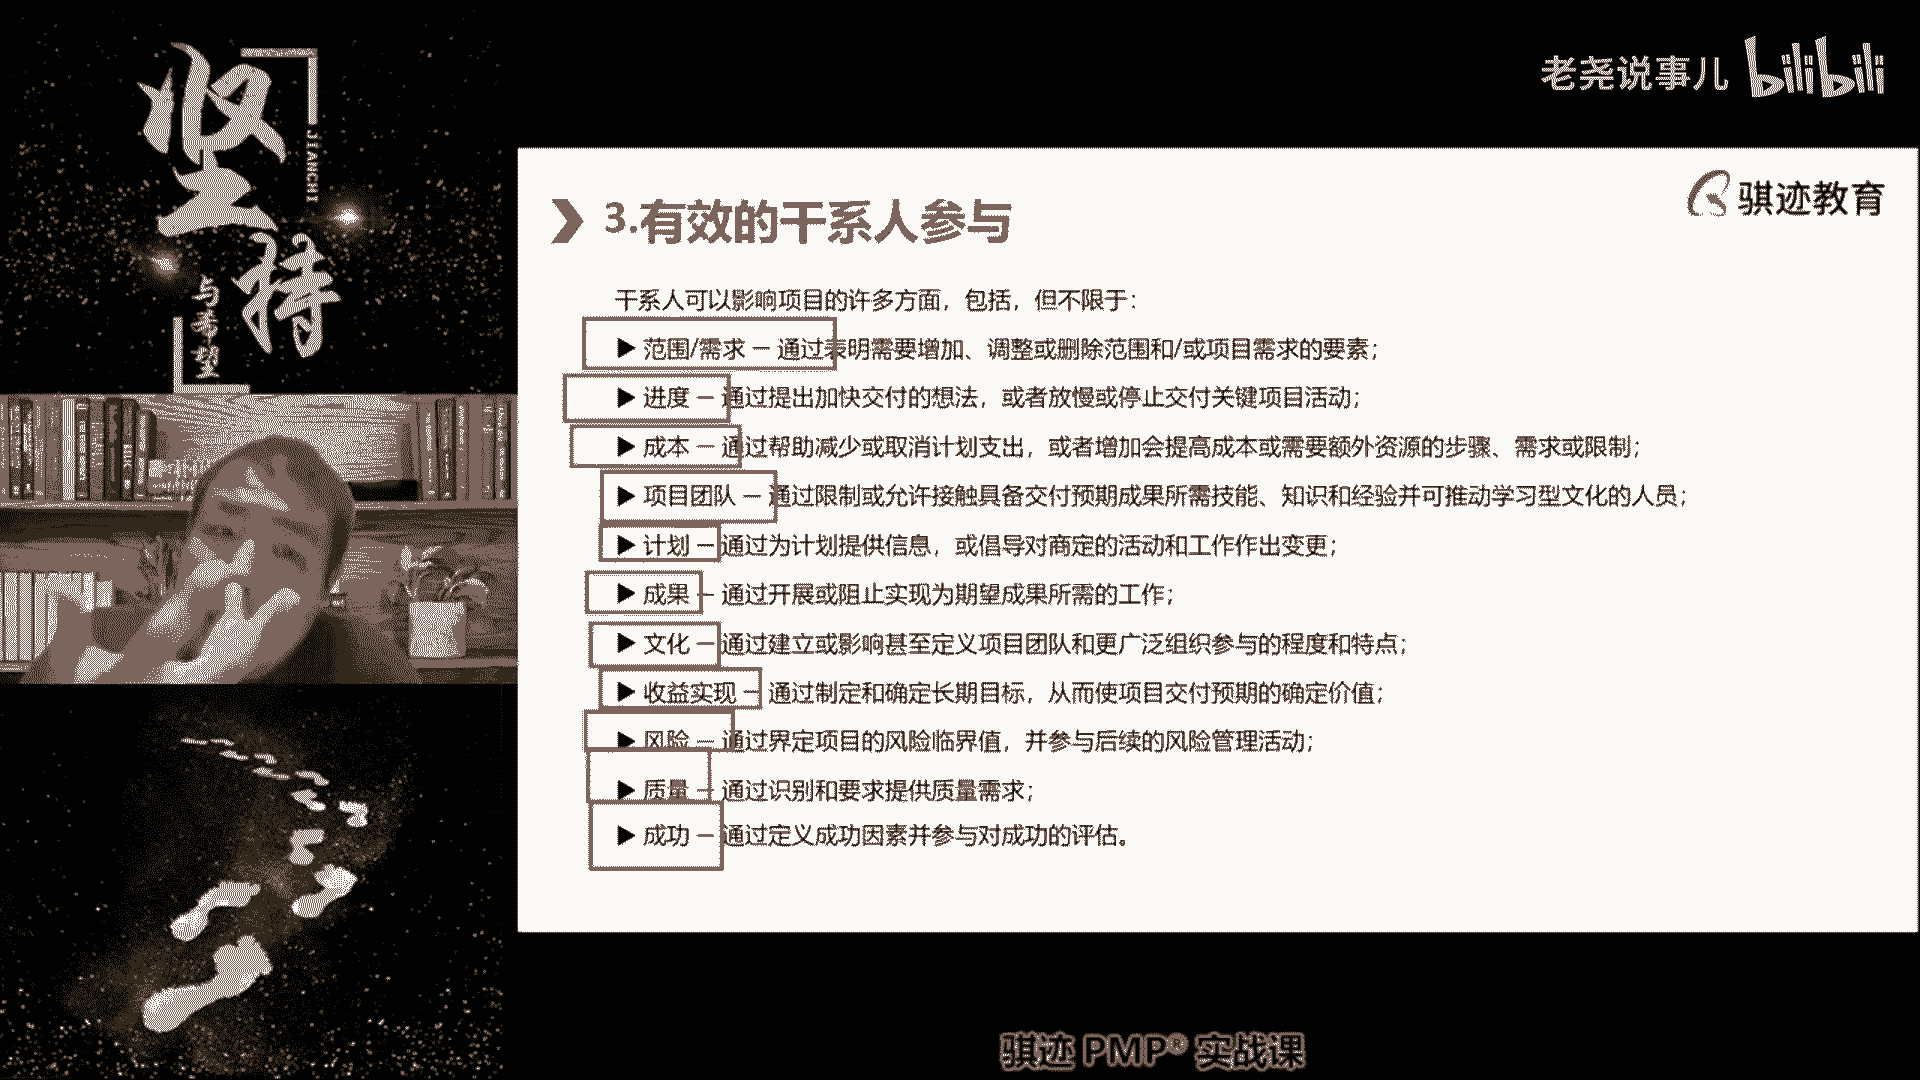 坚持
JIANCHI
与希望
老尧说事儿 bilibili
骐迹教育
3.有效的干系人参与
干系人可以影响项目的许多方面，包括，但不限于：
▶ 范围/需求 — 通过表明需要增加、调整或删除范围和/或项目需求的要素；
▶ 进度 — 通过提出加快交付的想法，或者放慢或停止交付关键项目活动；
▶ 成本 — 通过帮助减少或取消计划支出，或者增加会提高成本或需要额外资源的步骤、需求或限制；
▶ 项目团队 — 通过限制或允许接触具备交付预期成果所需技能、知识和经验并可推动学习型文化的人员；
▶ 计划 — 通过为计划提供信息，或倡导对商定的活动和工作作出变更；
▶ 成果 — 通过开展或阻止实现为期望成果所需的工作；
▶ 文化 — 通过建立或影响甚至定义项目团队和更广泛组织参与的程度和特点；
▶ 收益实现 — 通过制定和确定长期目标，从而使项目交付预期的确定价值；
▶ 风险 — 通过界定项目的风险临界值，并参与后续的风险管理活动；
▶ 质量 — 通过识别和要求提供质量需求；
▶ 成功 — 通过定义成功因素并参与对成功的评估。
骐迹 PMP® 实战课